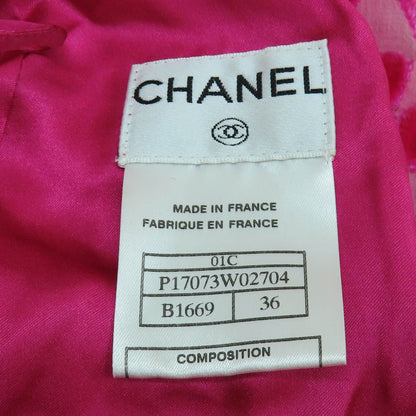 CHANEL
MADE IN FRANCE
FABRIQUE EN FRANCE
01C
P17073W02704
B1669 36
COMPOSITION